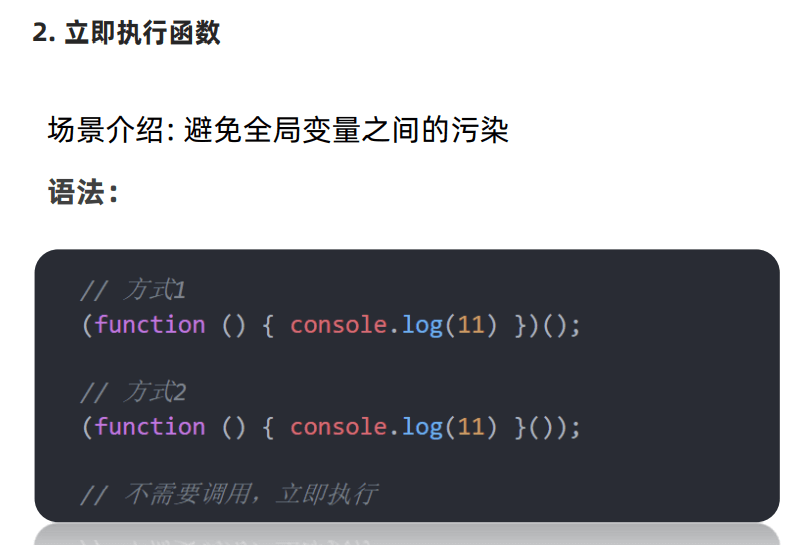 2. 立即执行函数
场景介绍: 避免全局变量之间的污染
语法：
// 方式1
(function () { console.log(11) })();
// 方式2
(function () { console.log(11) }());
// 不需要调用，立即执行